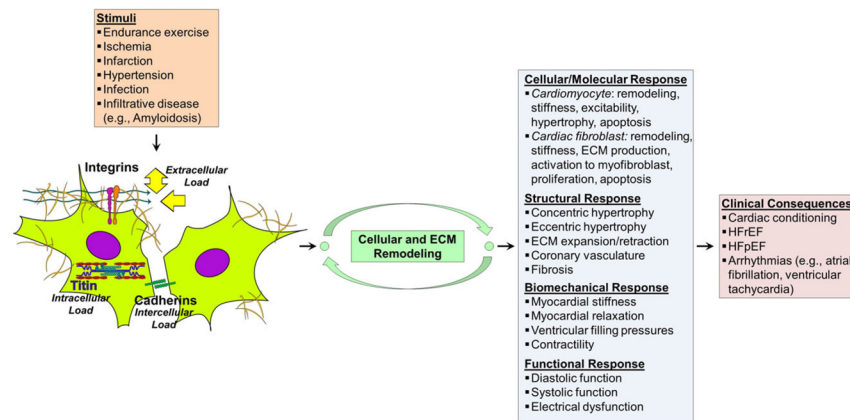 Stimuli
▪ Endurance exercise
▪ Ischemia
▪ Infarction
▪ Hypertension
▪ Infection
▪ Infiltrative disease
(e.g., Amyloidosis)
Integrins
Extracellular
Load
Titin
Intracellular
Load
Cadherins
Intercellular
Load
Cellular and ECM
Remodeling
Cellular/Molecular Response
▪ Cardiomyocyte: remodeling,
stiffness, excitability,
hypertrophy, apoptosis
▪ Cardiac fibroblast: remodeling,
stiffness, ECM production,
activation to myofibroblast,
proliferation, apoptosis
Structural Response
▪ Concentric hypertrophy
▪ Eccentric hypertrophy
▪ ECM expansion/retraction
▪ Coronary vasculature
▪ Fibrosis
Biomechanical Response
▪ Myocardial stiffness
▪ Myocardial relaxation
▪ Ventricular filling pressures
▪ Contractility
Functional Response
▪ Diastolic function
▪ Systolic function
▪ Electrical dysfunction
Clinical Consequences
▪ Cardiac conditioning
▪ HFrEF
▪ HFpEF
▪ Arrhythmias (e.g., atrial
fibrillation, ventricular
tachycardia)